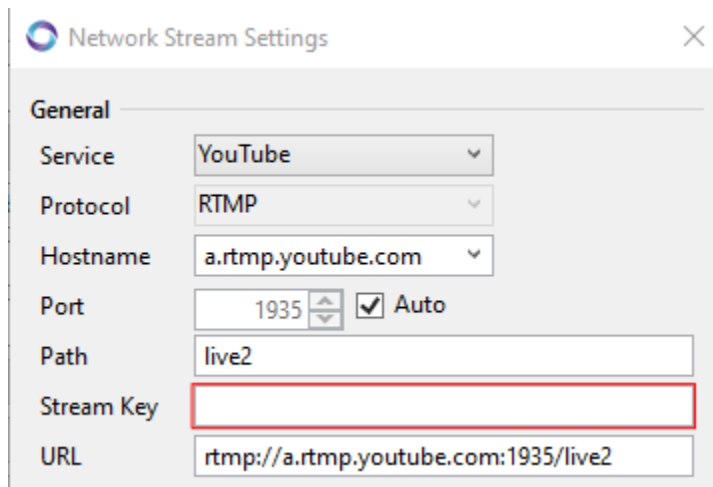 Network Stream Settings
General
Service YouTube
Protocol RTMP
Hostname a.rtmp.youtube.com
Port 1935 Auto
Path live2
Stream Key
URL rtmp://a.rtmp.youtube.com:1935/live2